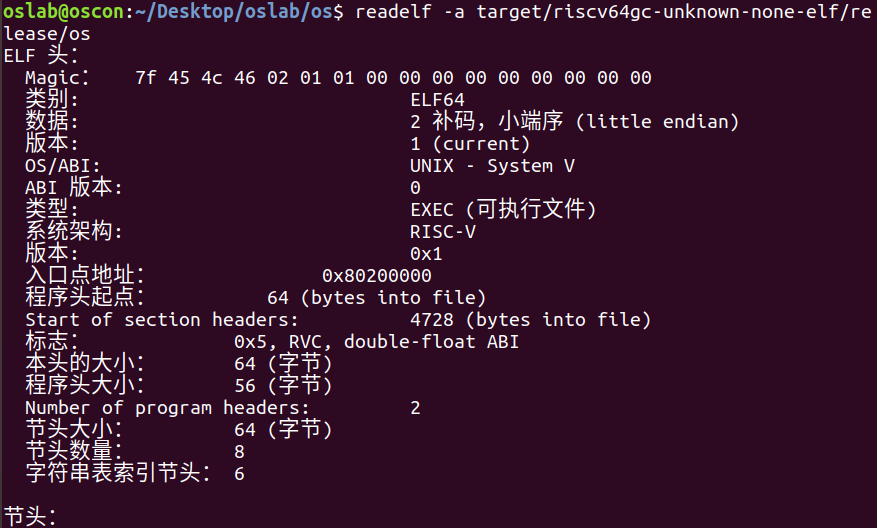 oslab@oscon:~/Desktop/oslab/os$ readelf -a target/riscv64gc-unknown-none-elf/re
lease/os
ELF 头：
  Magic：   7f 45 4c 46 02 01 01 00 00 00 00 00 00 00 00 00
  类别:                              ELF64
  数据:                              2 补码，小端序 (little endian)
  版本:                              1 (current)
  OS/ABI:                            UNIX - System V
  ABI 版本:                          0
  类型:                              EXEC (可执行文件)
  系统架构:                          RISC-V
  版本:                              0x1
  入口点地址：               0x80200000
  程序头起点：          64 (bytes into file)
  Start of section headers:          4728 (bytes into file)
  标志：             0x5, RVC, double-float ABI
  本头的大小：       64 (字节)
  程序头大小：       56 (字节)
  Number of program headers:         2
  节头大小：         64 (字节)
  节头数量：         8
  字符串表索引节头： 6
节头：